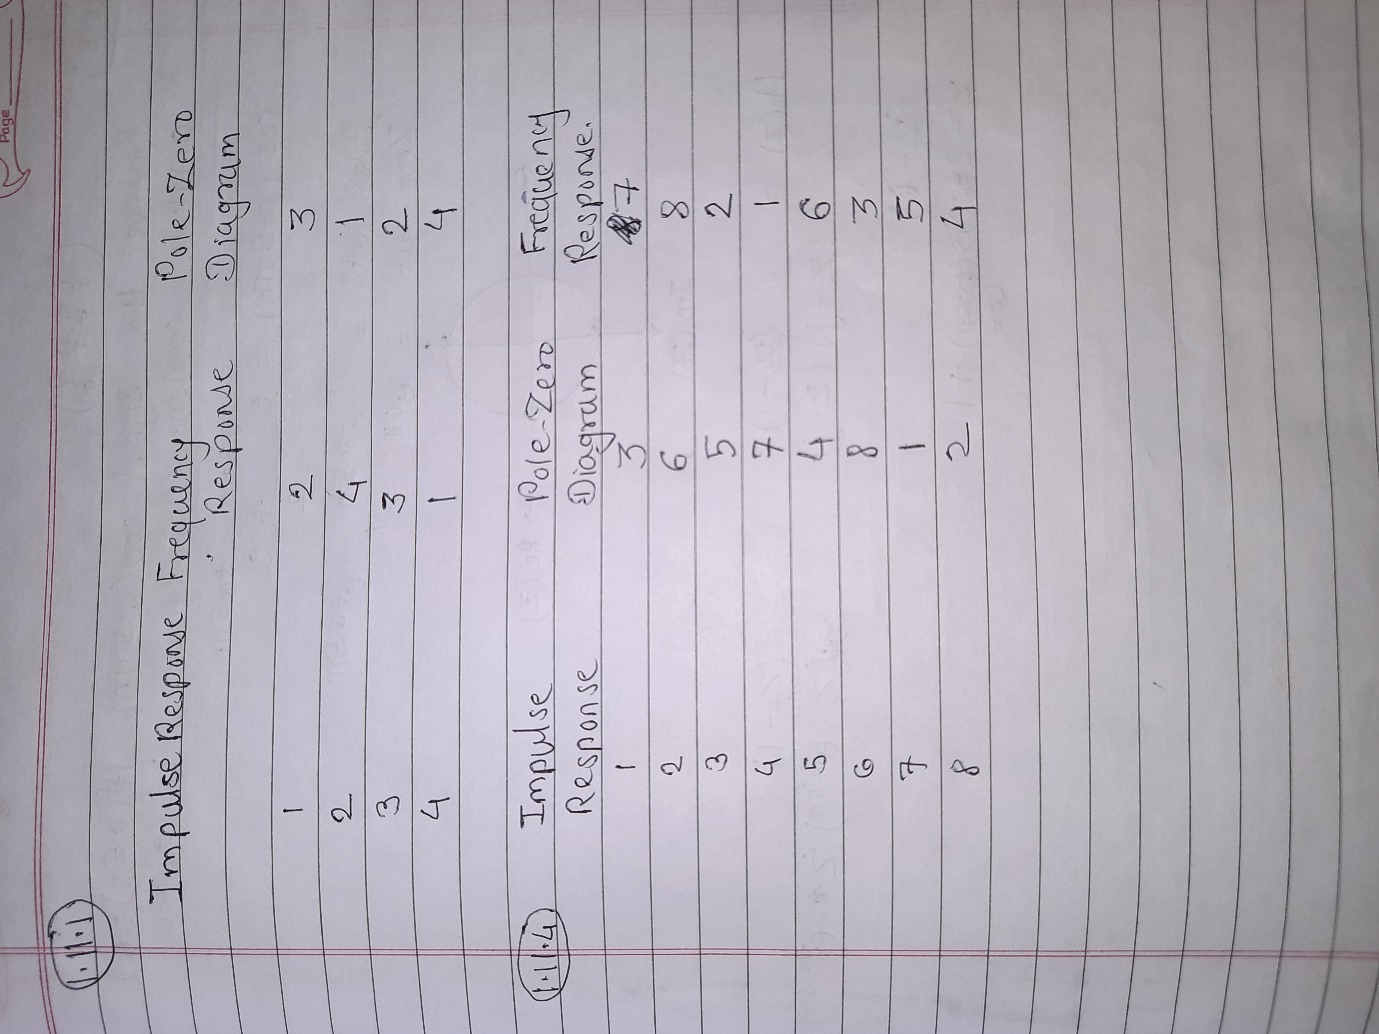 Page
1.11.1
Impulse Response Frequency Pole-Zero
Response Diagram
1 2 3
2 4 1
3 3 2
4 1 4
1.11.4 Impulse Pole-Zero Frequency
Response Diagram Response.
1 3 7
2 6 8
3 5 2
4 7 1
5 4 6
6 8 3
7 1 5
8 2 4